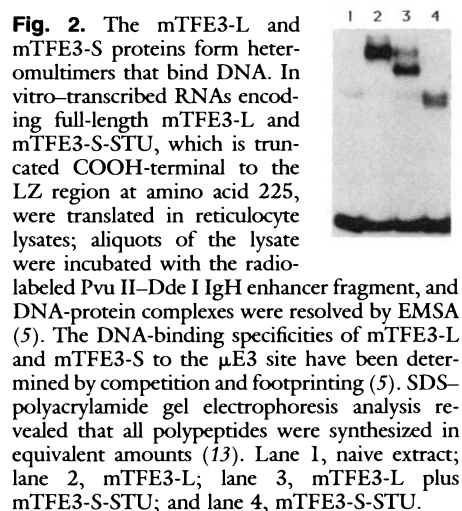 1 2 3 4
Fig. 2. The mTFE3-L and
mTFE3-S proteins form heter-
omultimers that bind DNA. In
vitro–transcribed RNAs encod-
ing full-length mTFE3-L and
mTFE3-S-STU, which is trun-
cated COOH-terminal to the
LZ region at amino acid 225,
were translated in reticulocyte
lysates; aliquots of the lysate
were incubated with the radio-
labeled Pvu II–Dde I IgH enhancer fragment, and
DNA-protein complexes were resolved by EMSA
(5). The DNA-binding specificities of mTFE3-L
and mTFE3-S to the μE3 site have been deter-
mined by competition and footprinting (5). SDS–
polyacrylamide gel electrophoresis analysis re-
vealed that all polypeptides were synthesized in
equivalent amounts (13). Lane 1, naive extract;
lane 2, mTFE3-L; lane 3, mTFE3-L plus
mTFE3-S-STU; and lane 4, mTFE3-S-STU.